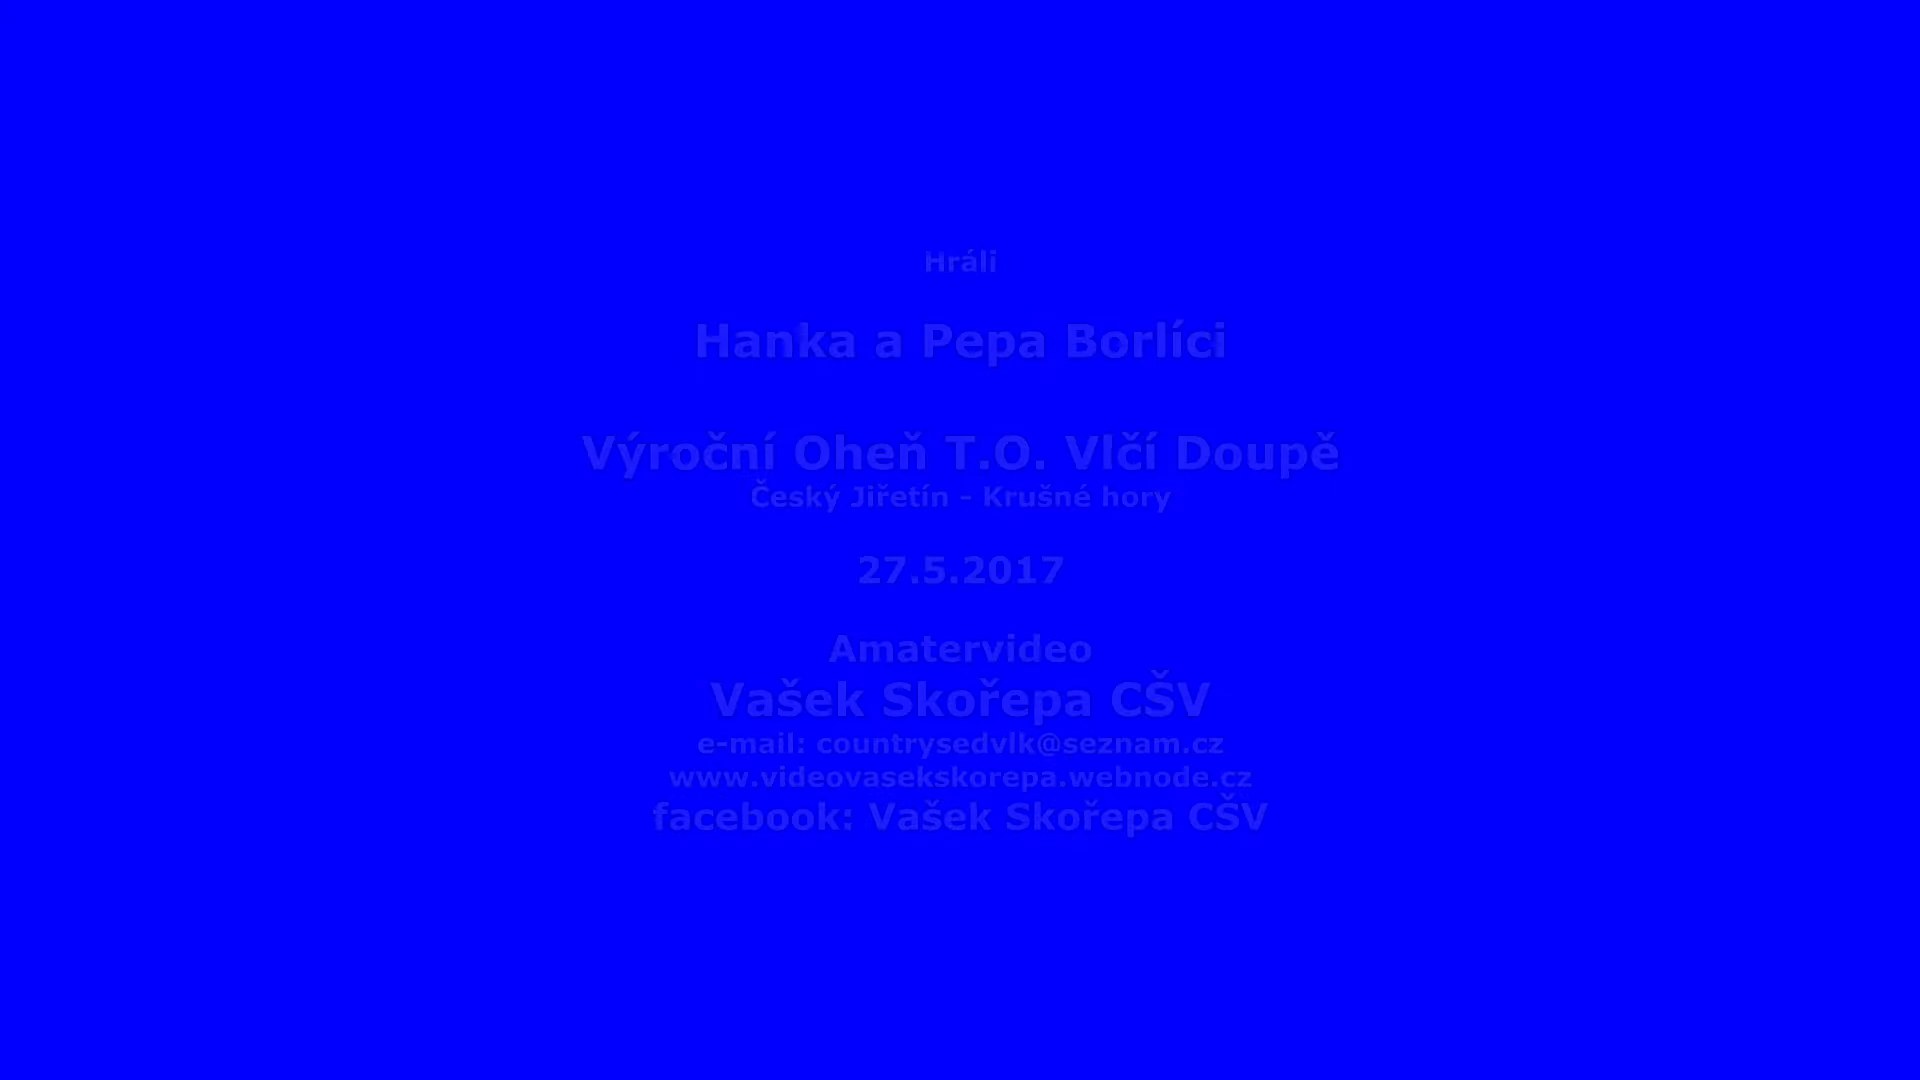 Hráli
Hanka a Pepa Borlíci
Výroční Oheň T.O. Vlčí Doupě
Český Jiřetín - Krušné hory
27.5.2017
Amatervideo
Vašek Skořepa CŠV
e-mail: countrysedvlk@seznam.cz
www.videovasekskorepa.webnode.cz
facebook: Vašek Skořepa CŠV